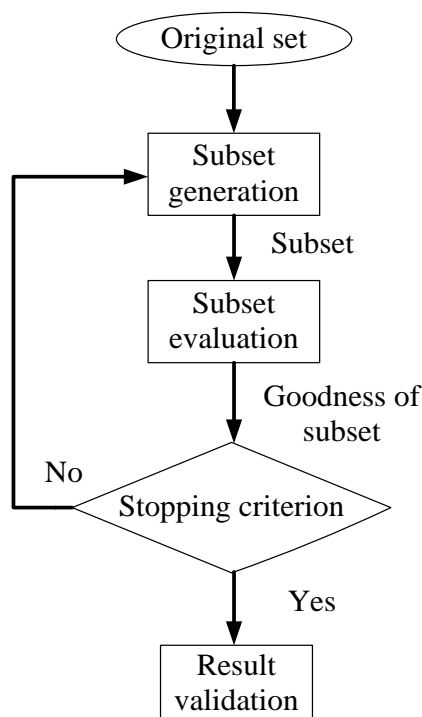 Original set
Subset
generation
Subset
Subset
evaluation
Goodness of
subset
No
Stopping criterion
Yes
Result
validation